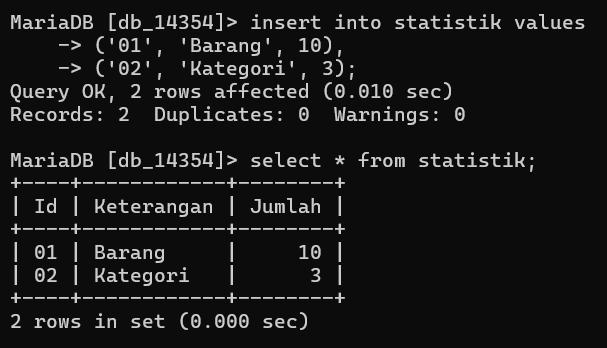 MariaDB [db_14354]> insert into statistik values
    -> ('01', 'Barang', 10),
    -> ('02', 'Kategori', 3);
Query OK, 2 rows affected (0.010 sec)
Records: 2  Duplicates: 0  Warnings: 0

MariaDB [db_14354]> select * from statistik;
+----+------------+--------+
| Id | Keterangan | Jumlah |
+----+------------+--------+
| 01 | Barang     |     10 |
| 02 | Kategori   |      3 |
+----+------------+--------+
2 rows in set (0.000 sec)